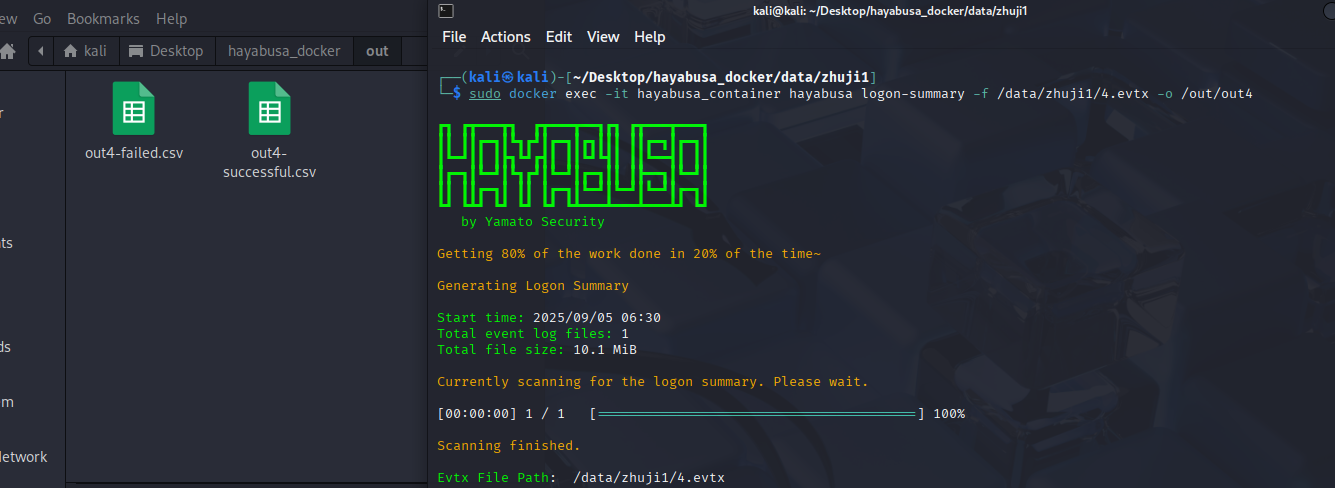 Go Bookmarks Help
kali Desktop hayabusa_docker out
out4-failed.csv
out4-
successful.csv
kali@kali: ~/Desktop/hayabusa_docker/data/zhuji1
File Actions Edit View Help
┌──(kali㉿kali)-[~/Desktop/hayabusa_docker/data/zhuji1]
└─$ sudo docker exec -it hayabusa_container hayabusa logon-summary -f /data/zhuji1/4.evtx -o /out/out4
HAYABUSA
by Yamato Security
Getting 80% of the work done in 20% of the time~
Generating Logon Summary
Start time: 2025/09/05 06:30
Total event log files: 1
Total file size: 10.1 MiB
Currently scanning for the logon summary. Please wait.
[00:00:00] 1 / 1 [========================================] 100%
Scanning finished.
Evtx File Path: /data/zhuji1/4.evtx